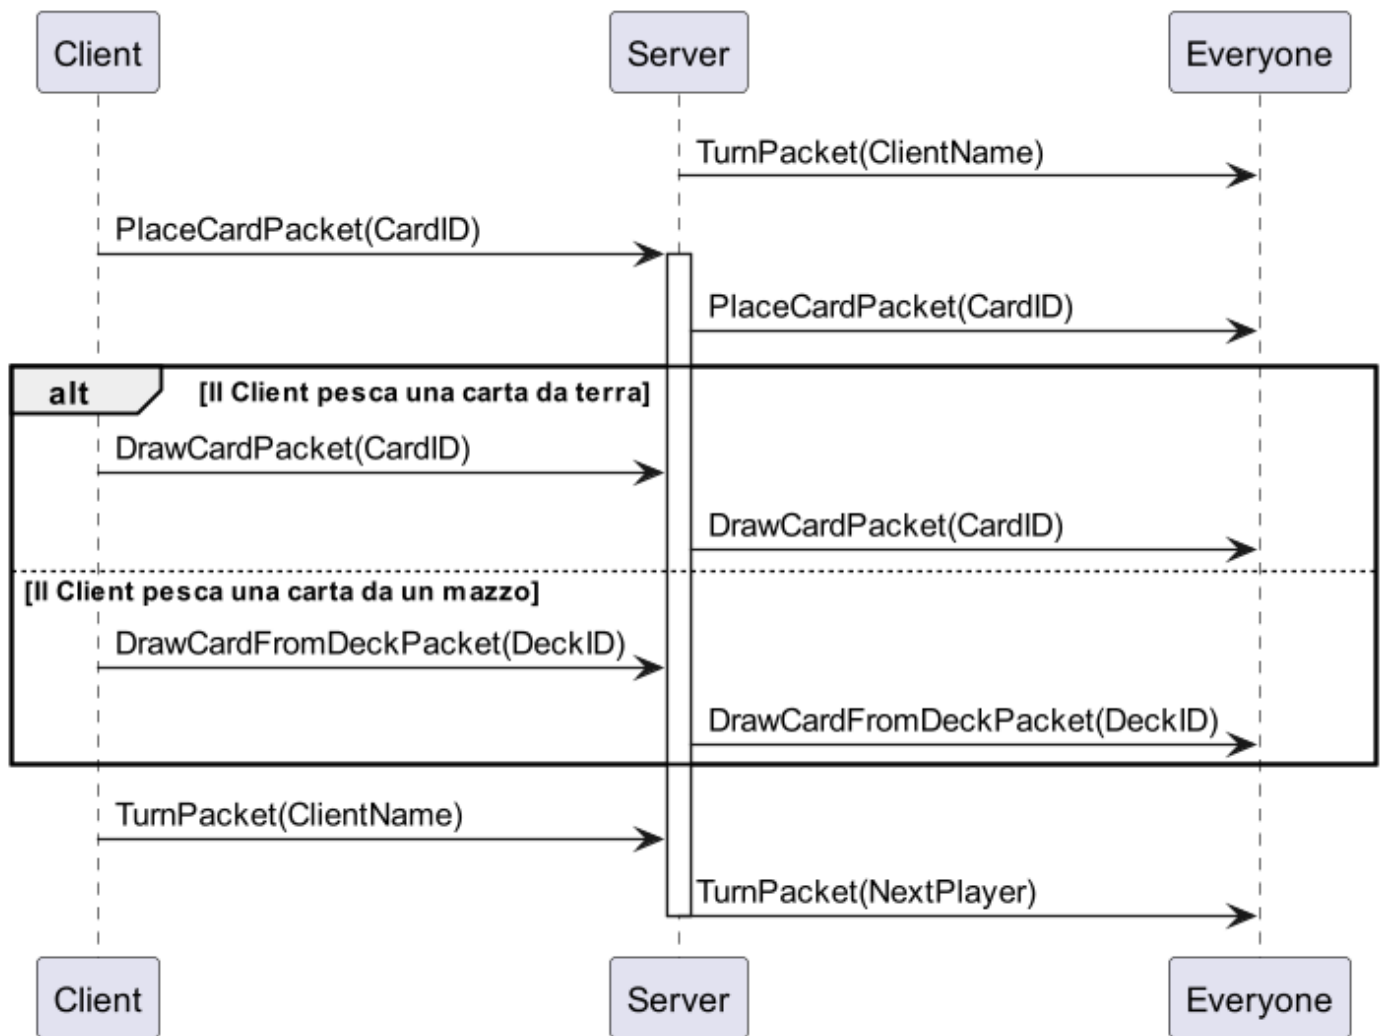 Client
Server
Everyone
TurnPacket(ClientName)
PlaceCardPacket(CardID)
PlaceCardPacket(CardID)
alt
[Il Client pesca una carta da terra]
DrawCardPacket(CardID)
DrawCardPacket(CardID)
[Il Client pesca una carta da un mazzo]
DrawCardFromDeckPacket(DeckID)
DrawCardFromDeckPacket(DeckID)
TurnPacket(ClientName)
TurnPacket(NextPlayer)
Client
Server
Everyone